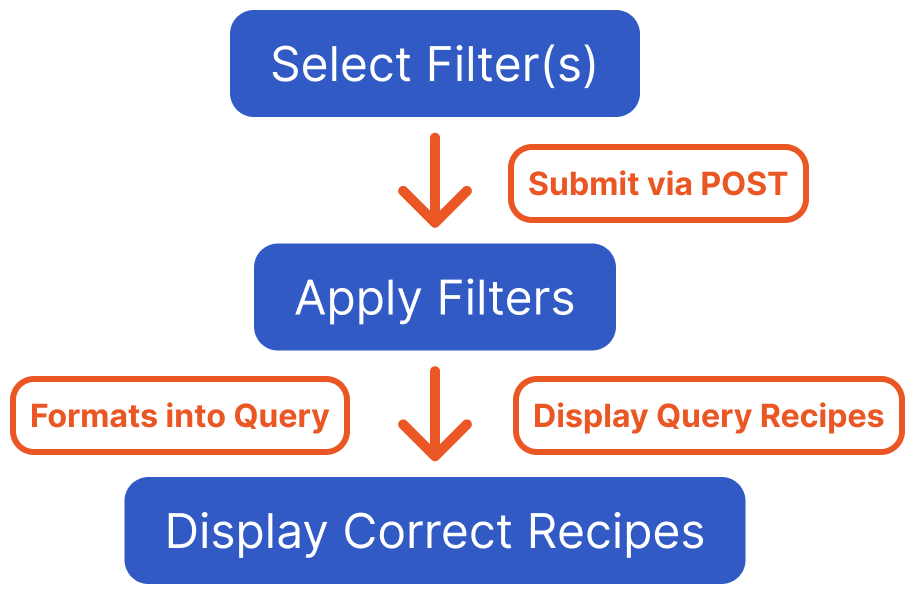 Select Filter(s)
Submit via POST
Apply Filters
Formats into Query
Display Query Recipes
Display Correct Recipes